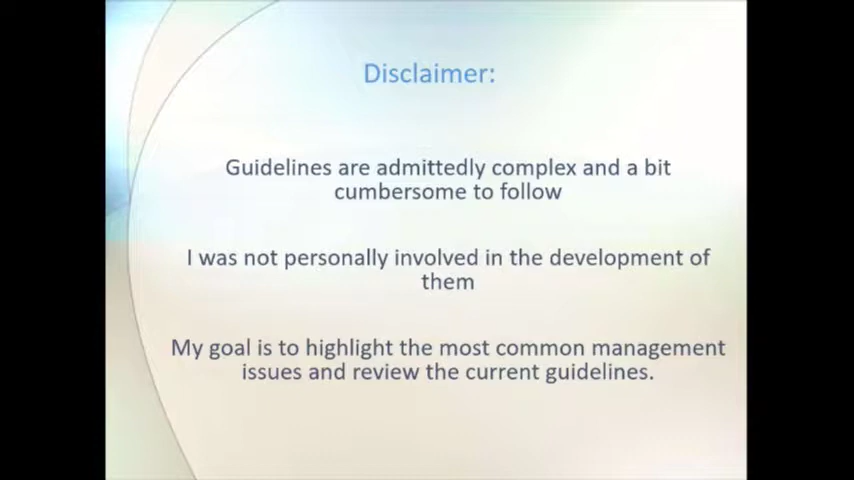 Disclaimer:
Guidelines are admittedly complex and a bit
cumbersome to follow
I was not personally involved in the development of
them
My goal is to highlight the most common management
issues and review the current guidelines.